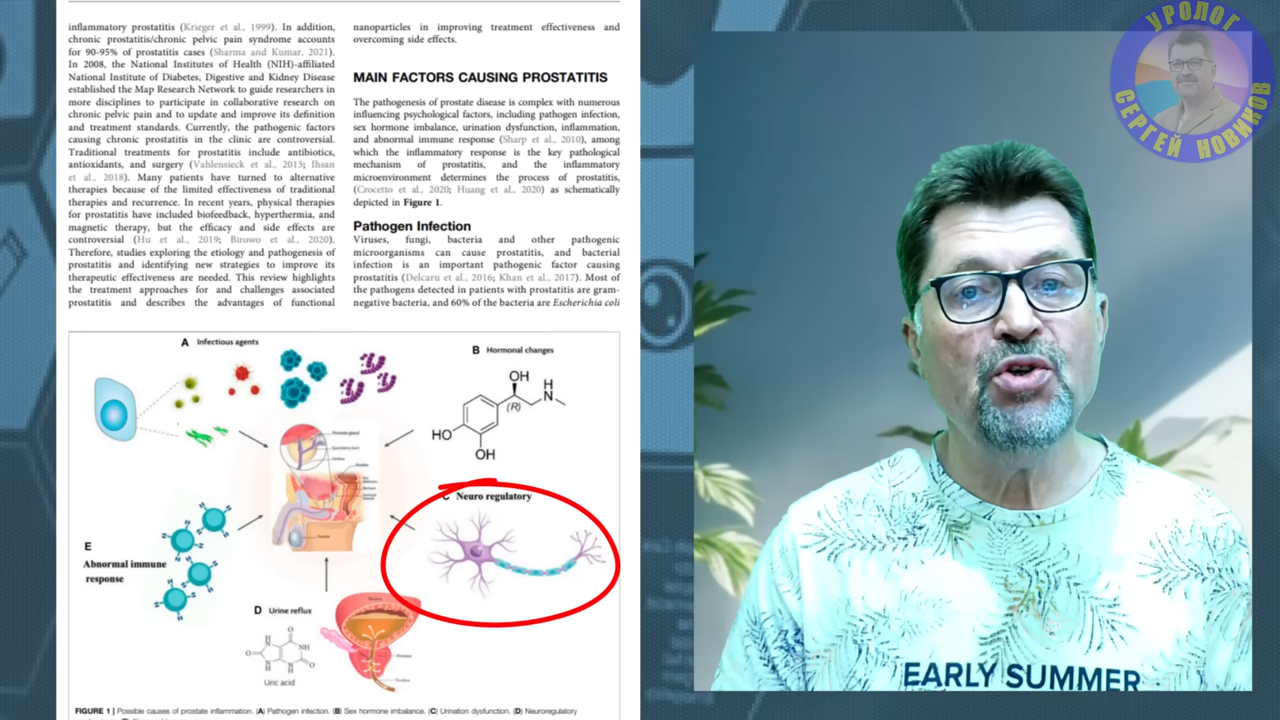 inflammatory prostatitis (Krieger et al., 1999). In addition,
chronic prostatitis/chronic pelvic pain syndrome accounts
for 90-95% of prostatitis cases (Sharma and Kumar, 2021).
In 2008, the National Institutes of Health (NIH)-affiliated
National Institute of Diabetes, Digestive and Kidney Disease
established the Map Research Network to guide researchers in
more disciplines to participate in collaborative research on
chronic pelvic pain and to update and improve its definition
and treatment standards. Currently, the pathogenic factors
causing chronic prostatitis in the clinic are controversial.
Traditional treatments for prostatitis include antibiotics,
antioxidants, and surgery (Vahlensieck et al., 2013; Ihsan
et al., 2018). Many patients have turned to alternative
therapies because of the limited effectiveness of traditional
therapies and recurrence. In recent years, physical therapies
for prostatitis have included biofeedback, hyperthermia, and
magnetic therapy, but the efficacy and side effects are
controversial (Hu et al., 2019; Birowo et al., 2020).
Therefore, studies exploring the etiology and pathogenesis of
prostatitis and identifying new strategies to improve its
therapeutic effectiveness are needed. This review highlights
the treatment approaches for and challenges associated
prostatitis and describes the advantages of functional
nanoparticles in improving treatment effectiveness and
overcoming side effects.
MAIN FACTORS CAUSING PROSTATITIS
The pathogenesis of prostate disease is complex with numerous
influencing psychological factors, including pathogen infection,
sex hormone imbalance, urination dysfunction, inflammation,
and abnormal immune response (Sharp et al., 2010), among
which the inflammatory response is the key pathological
mechanism of prostatitis, and the inflammatory
microenvironment determines the process of prostatitis,
(Crocetto et al., 2020; Huang et al., 2020) as schematically
depicted in Figure 1.
Pathogen Infection
Viruses, fungi, bacteria and other pathogenic
microorganisms can cause prostatitis, and bacterial
infection is an important pathogenic factor causing
prostatitis (Delcaru et al., 2016; Khan et al., 2017). Most of
the pathogens detected in patients with prostatitis are gram-
negative bacteria, and 60% of the bacteria are Escherichia coli
A Infectious agents
B Hormonal changes
OH
H
N
(R)
HO
OH
Prostate gland
Urethra
Bladder
C Neuro regulatory
E
Abnormal immune
response
D Urine reflux
O
H
N
NH
O
N
H
N
H
O
Uric acid
FIGURE 1 | Possible causes of prostate inflammation. (A) Pathogen infection. (B) Sex hormone imbalance. (C) Urination dysfunction. (D) Neuroregulatory
УРОЛОГ
СЕРГЕЙ НОВИКОВ
EARLY SUMMER